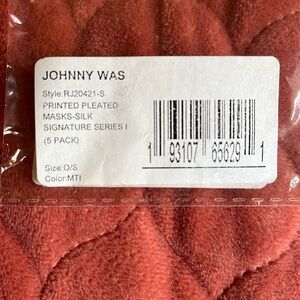 JOHNNY WAS
Style:RJ20421-S
PRINTED PLEATED
MASKS-SILK
SIGNATURE SERIES I
(5 PACK)
Size:O/S
Color:MTI
1 93107 65629 1